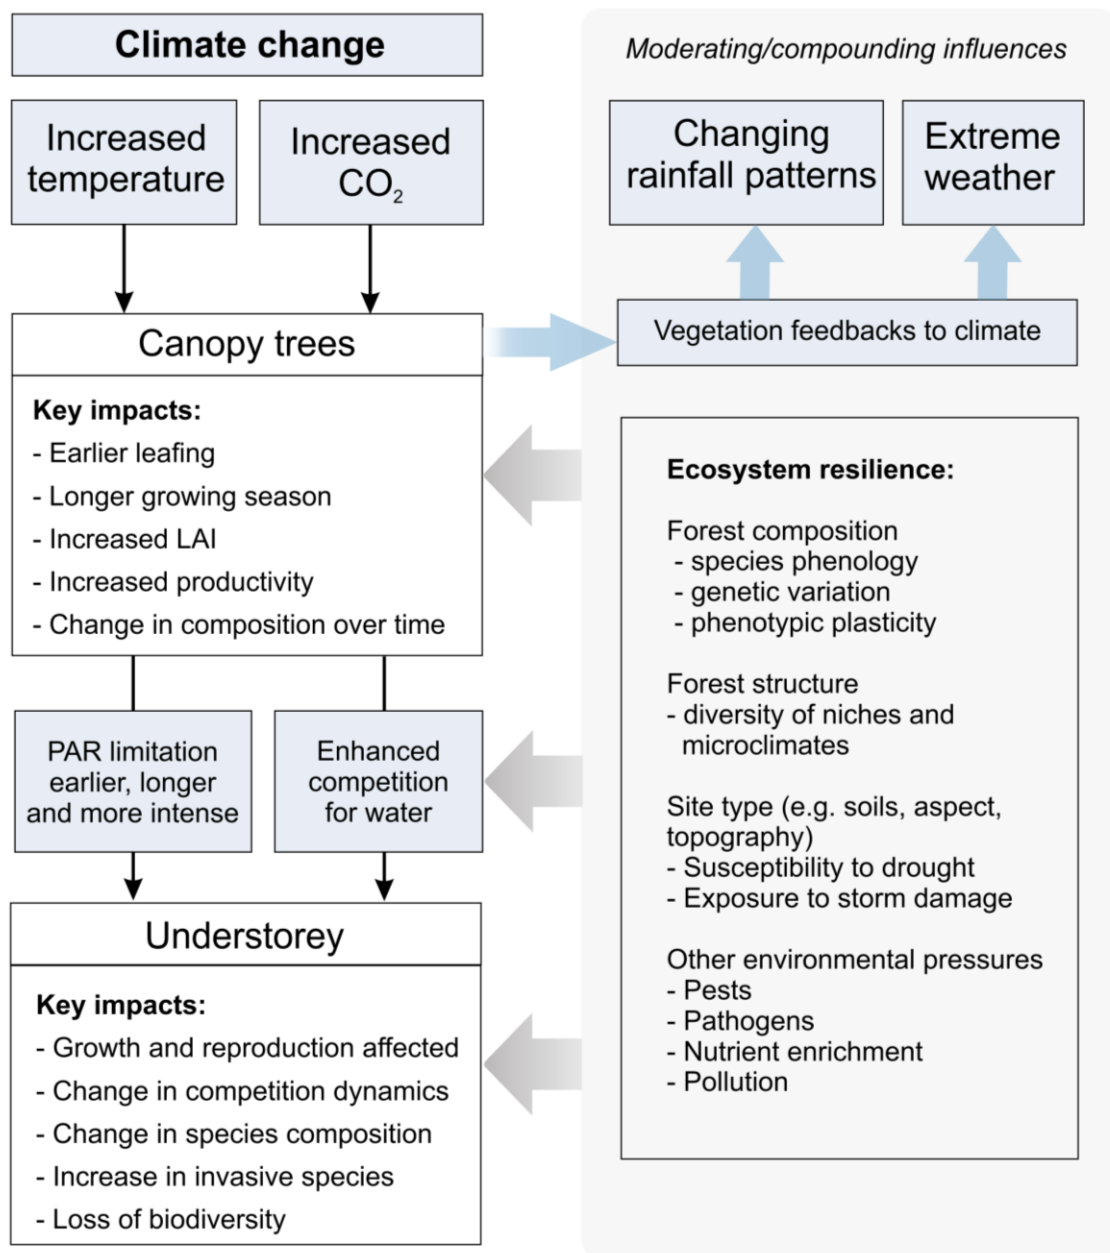 Climate change
Increased
temperature
Increased
CO₂
Canopy trees
Key impacts:
- Earlier leafing
- Longer growing season
- Increased LAI
- Increased productivity
- Change in composition over time
PAR limitation
earlier, longer
and more intense
Enhanced
competition
for water
Understorey
Key impacts:
- Growth and reproduction affected
- Change in competition dynamics
- Change in species composition
- Increase in invasive species
- Loss of biodiversity
Moderating/compounding influences
Changing
rainfall patterns
Extreme
weather
Vegetation feedbacks to climate
Ecosystem resilience:
Forest composition
- species phenology
- genetic variation
- phenotypic plasticity
Forest structure
- diversity of niches and
microclimates
Site type (e.g. soils, aspect,
topography)
- Susceptibility to drought
- Exposure to storm damage
Other environmental pressures
- Pests
- Pathogens
- Nutrient enrichment
- Pollution